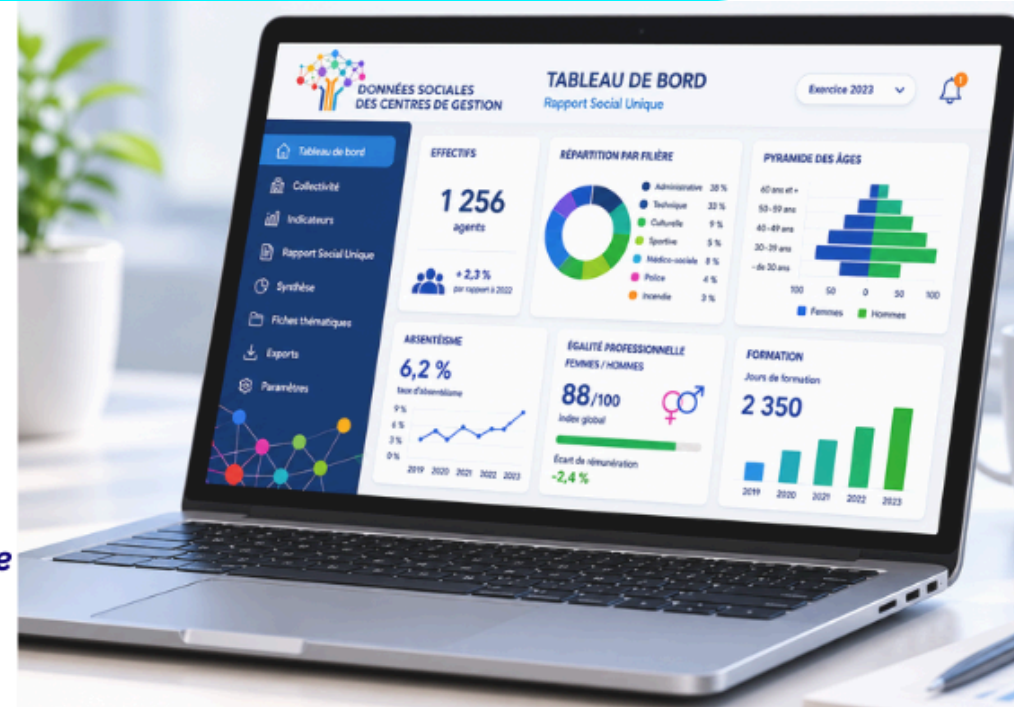 DONNÉES SOCIALES
DES CENTRES DE GESTION
TABLEAU DE BORD
Rapport Social Unique
Exercice 2023
Tableau de bord
Collectivité
Indicateurs
Rapport Social Unique
Synthèse
Fiches thématiques
Exports
Paramètres
EFFECTIFS
1 256
agents
+ 2,3 %
par rapport à 2022
RÉPARTITION PAR FILIÈRE
Administrative 38 %
Technique 33 %
Culturelle 9 %
Sportive 5 %
Médico-sociale 8 %
Police 4 %
Incendie 3 %
PYRAMIDE DES ÂGES
60 ans et +
50-59 ans
40-49 ans
30-39 ans
- de 30 ans
100 50 0 50 100
Femmes Hommes
ABSENTÉISME
6,2 %
taux d'absentéisme
9 %
6 %
3 %
0 %
2019 2020 2021 2022 2023
ÉGALITÉ PROFESSIONNELLE
FEMMES / HOMMES
88/100
Index global
Écart de rémunération
-2,4 %
FORMATION
Jours de formation
2 350
2019 2020 2021 2022 2023
e